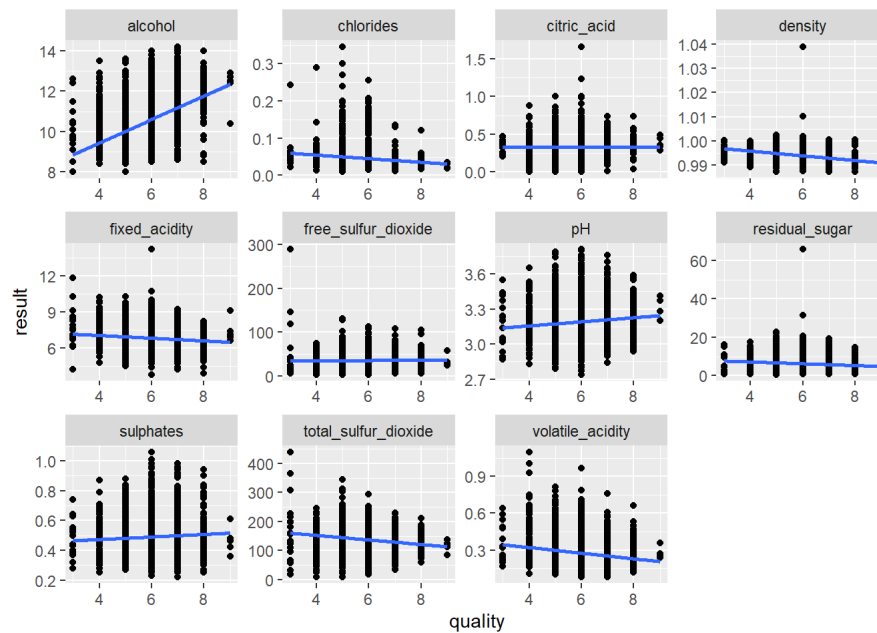 alcohol chlorides citric_acid density
14 12 10 8
0.3 0.2 0.1 0.0
1.5 1.0 0.5 0.0
1.04 1.03 1.02 1.01 1.00 0.99
4 6 8 4 6 8 4 6 8 4 6 8
fixed_acidity free_sulfur_dioxide pH residual_sugar
12 9 6
300 200 100 50 0
3.6 3.3 3.0 2.7
60 40 20 0
4 6 8 4 6 8 4 6 8 4 6 8
result
sulphates total_sulfur_dioxide volatile_acidity
1.0 0.8 0.6 0.4 0.2
400 300 200 100 0
0.9 0.6 0.3
4 6 8 4 6 8 4 6 8
quality